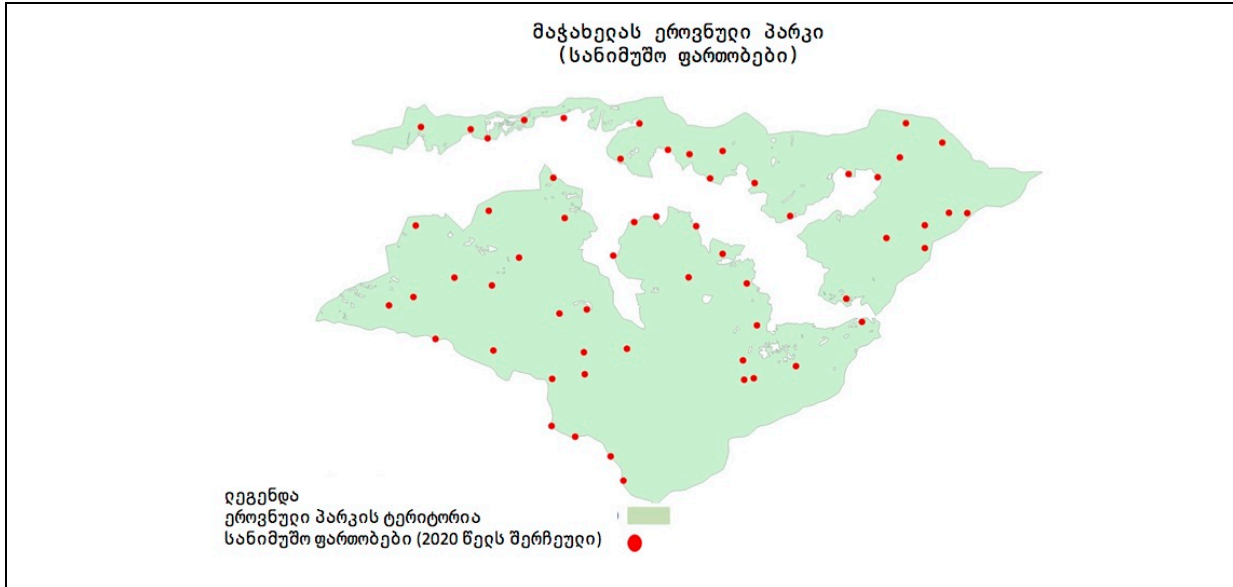 მაჭახელას ეროვნული პარკი
(სანიმუშო ფართობები)
ლეგენდა
ეროვნული პარკის ტერიტორია
სანიმუშო ფართობები (2020 წელს შერჩეული)